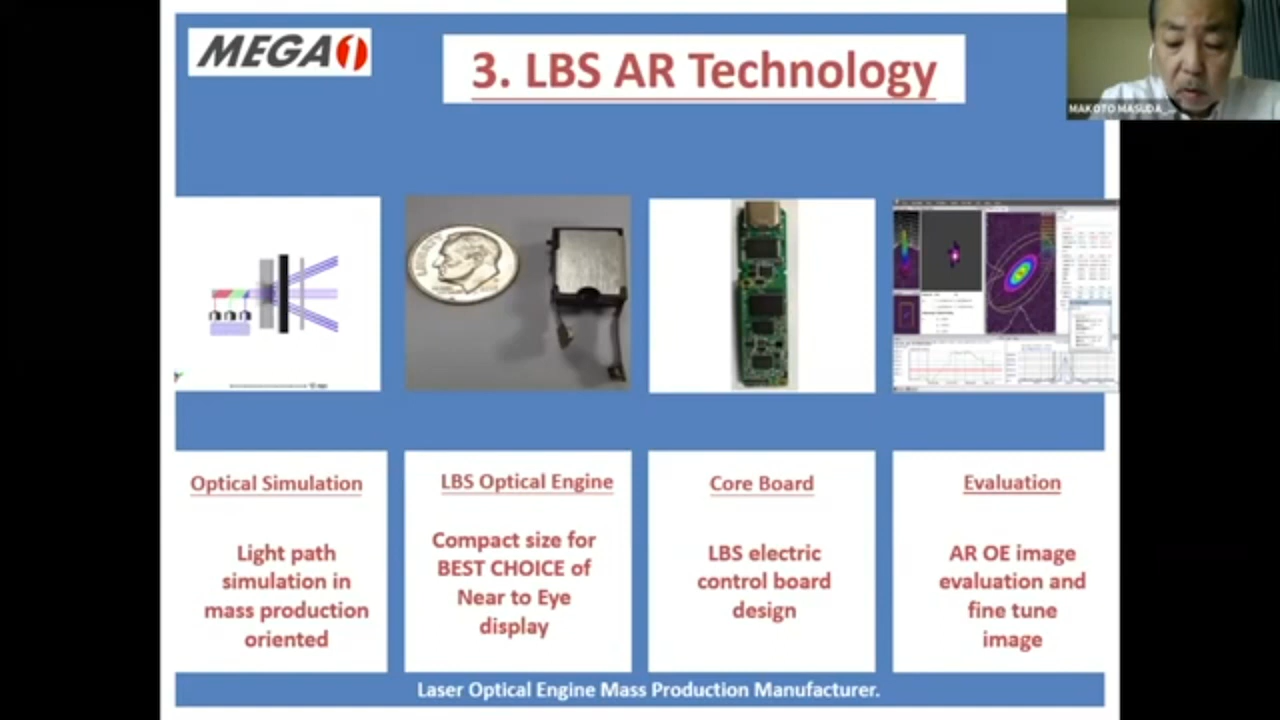 MEGA1
3. LBS AR Technology
MAKOTO MASUDA_...
LIBERTY
Optical Simulation
Light path
simulation in
mass production
oriented
LBS Optical Engine
Compact size for
BEST CHOICE of
Near to Eye
display
Core Board
LBS electric
control board
design
Evaluation
AR OE image
evaluation and
fine tune
image
Laser Optical Engine Mass Production Manufacturer.